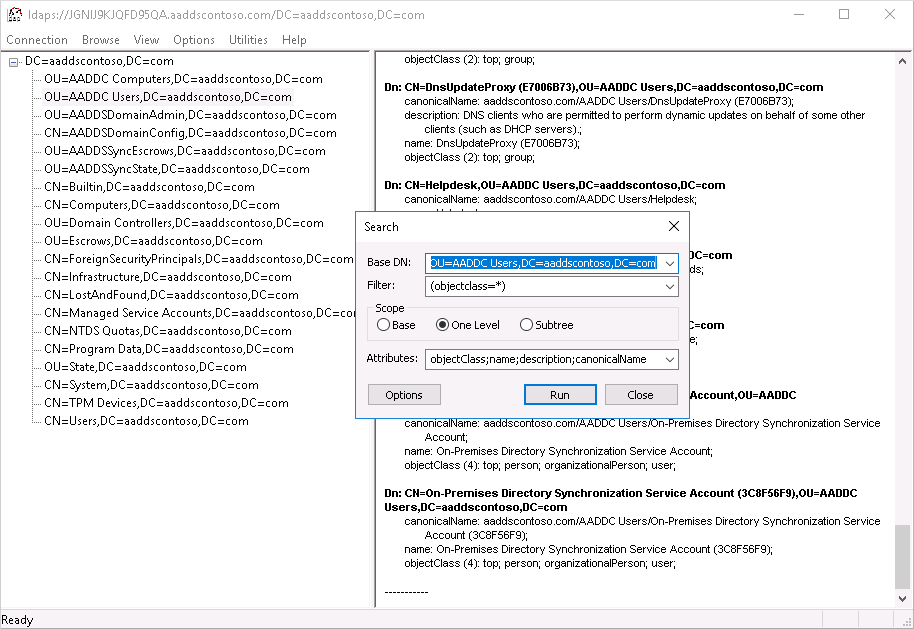 ldaps://JGNIJ9KJQFD95QA.aaddscontoso.com/DC=aaddscontoso,DC=com
Connection Browse View Options Utilities Help
DC=aaddscontoso,DC=com
OU=AADDC Computers,DC=aaddscontoso,DC=com
OU=AADDC Users,DC=aaddscontoso,DC=com
OU=AADDSDomainAdmin,DC=aaddscontoso,DC=com
CN=AADDSDomainConfig,DC=aaddscontoso,DC=com
OU=AADDSSyncEscrows,DC=aaddscontoso,DC=com
OU=AADDSSyncState,DC=aaddscontoso,DC=com
CN=Builtin,DC=aaddscontoso,DC=com
CN=Computers,DC=aaddscontoso,DC=com
OU=Domain Controllers,DC=aaddscontoso,DC=com
OU=Escrows,DC=aaddscontoso,DC=com
CN=ForeignSecurityPrincipals,DC=aaddscontoso,DC=com
CN=Infrastructure,DC=aaddscontoso,DC=com
CN=LostAndFound,DC=aaddscontoso,DC=com
CN=Managed Service Accounts,DC=aaddscontoso,DC=co
CN=NTDS Quotas,DC=aaddscontoso,DC=com
CN=Program Data,DC=aaddscontoso,DC=com
OU=State,DC=aaddscontoso,DC=com
CN=System,DC=aaddscontoso,DC=com
CN=TPM Devices,DC=aaddscontoso,DC=com
CN=Users,DC=aaddscontoso,DC=com
objectClass (2): top; group;
Dn: CN=DnsUpdateProxy (E7006B73),OU=AADDC Users,DC=aaddscontoso,DC=com
canonicalName: aaddscontoso.com/AADDC Users/DnsUpdateProxy (E7006B73);
description: DNS clients who are permitted to perform dynamic updates on behalf of some other
clients (such as DHCP servers).;
name: DnsUpdateProxy (E7006B73);
objectClass (2): top; group;
Dn: CN=Helpdesk,OU=AADDC Users,DC=aaddscontoso,DC=com
canonicalName: aaddscontoso.com/AADDC Users/Helpdesk;
DC=com
ds;
C=com
e;
Account,OU=AADDC
canonicalName: aaddscontoso.com/AADDC Users/On-Premises Directory Synchronization Service
Account;
name: On-Premises Directory Synchronization Service Account;
objectClass (4): top; person; organizationalPerson; user;
Dn: CN=On-Premises Directory Synchronization Service Account (3C8F56F9),OU=AADDC
Users,DC=aaddscontoso,DC=com
canonicalName: aaddscontoso.com/AADDC Users/On-Premises Directory Synchronization Service
Account (3C8F56F9);
name: On-Premises Directory Synchronization Service Account (3C8F56F9);
objectClass (4): top; person; organizationalPerson; user;
-----------
Search
Base DN: OU=AADDC Users,DC=aaddscontoso,DC=com
Filter: (objectclass=*)
Scope
Base One Level Subtree
Attributes: objectClass;name;description;canonicalName
Options Run Close
Ready